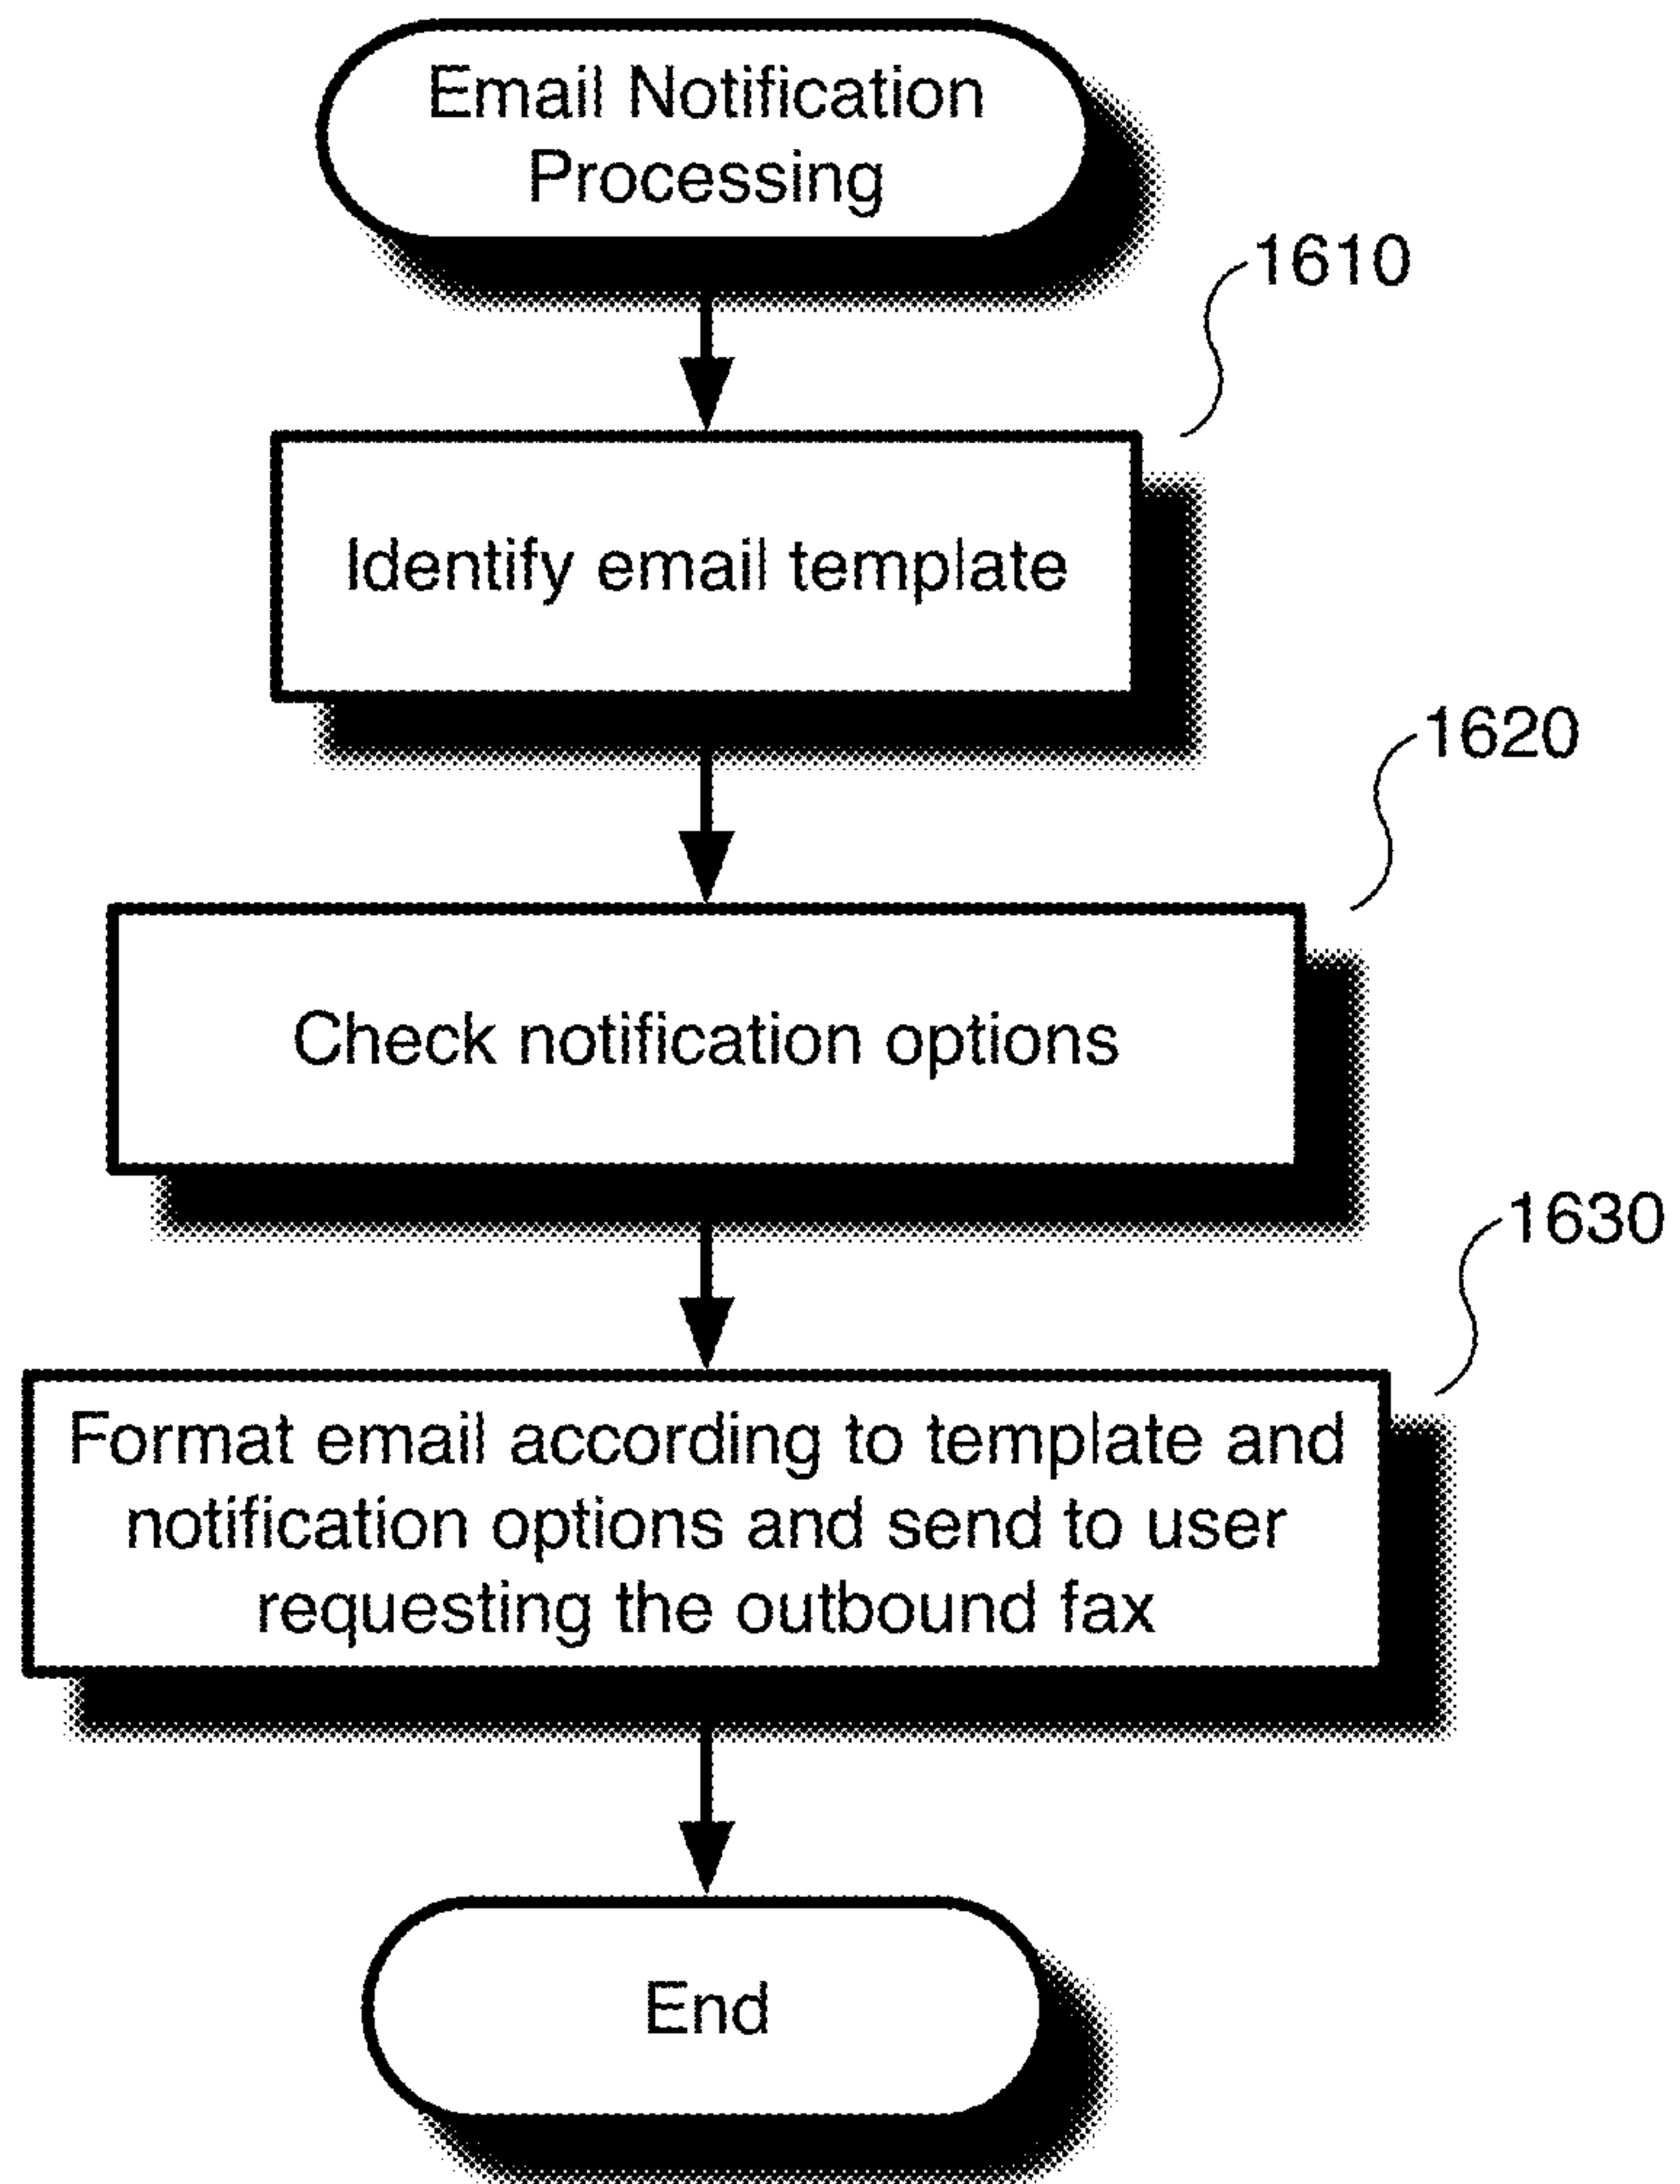 Email Notification
Processing
1610
Identify email template
1620
Check notification options
1630
Format email according to template and
notification options and send to user
requesting the outbound fax
End